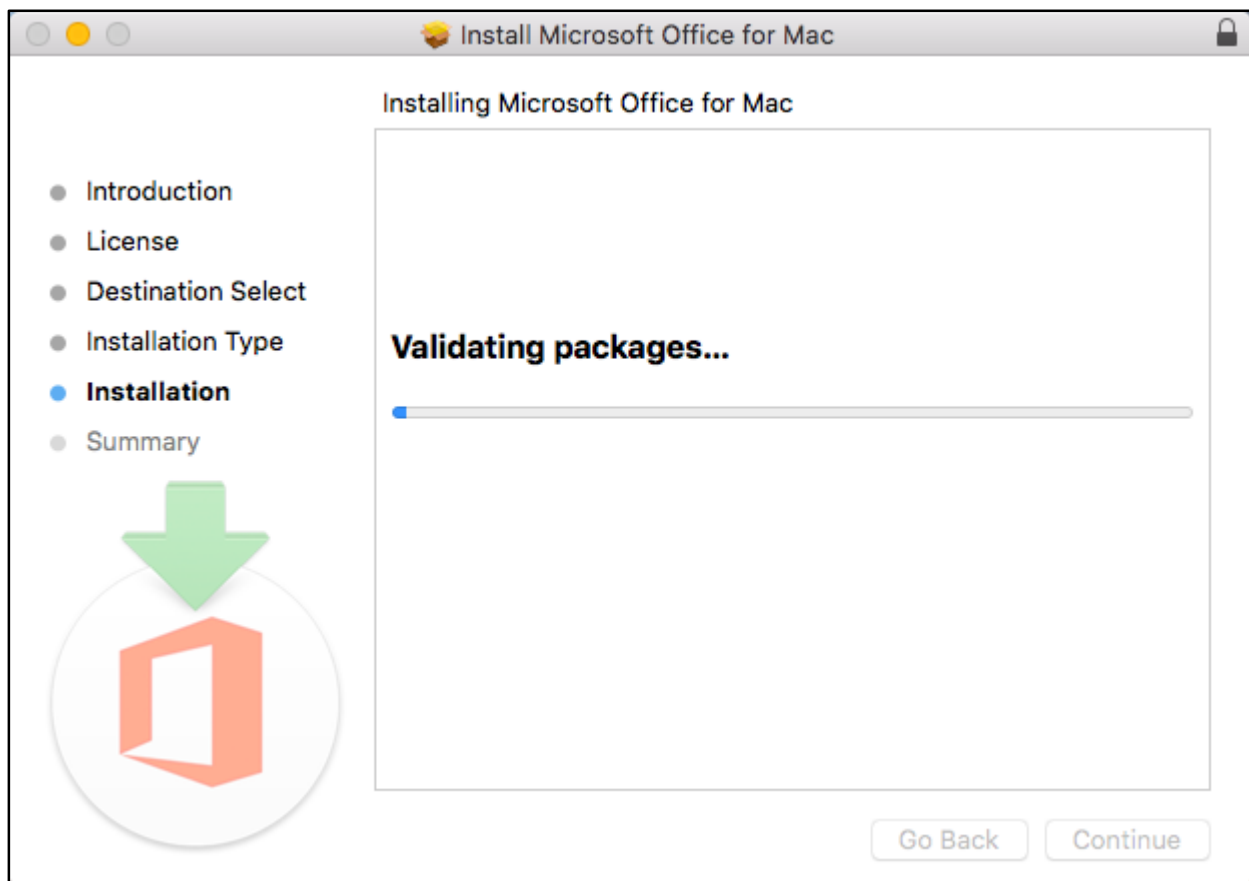 Install Microsoft Office for Mac
Installing Microsoft Office for Mac
Introduction
License
Destination Select
Installation Type
Installation
Summary
Validating packages...
Go Back
Continue